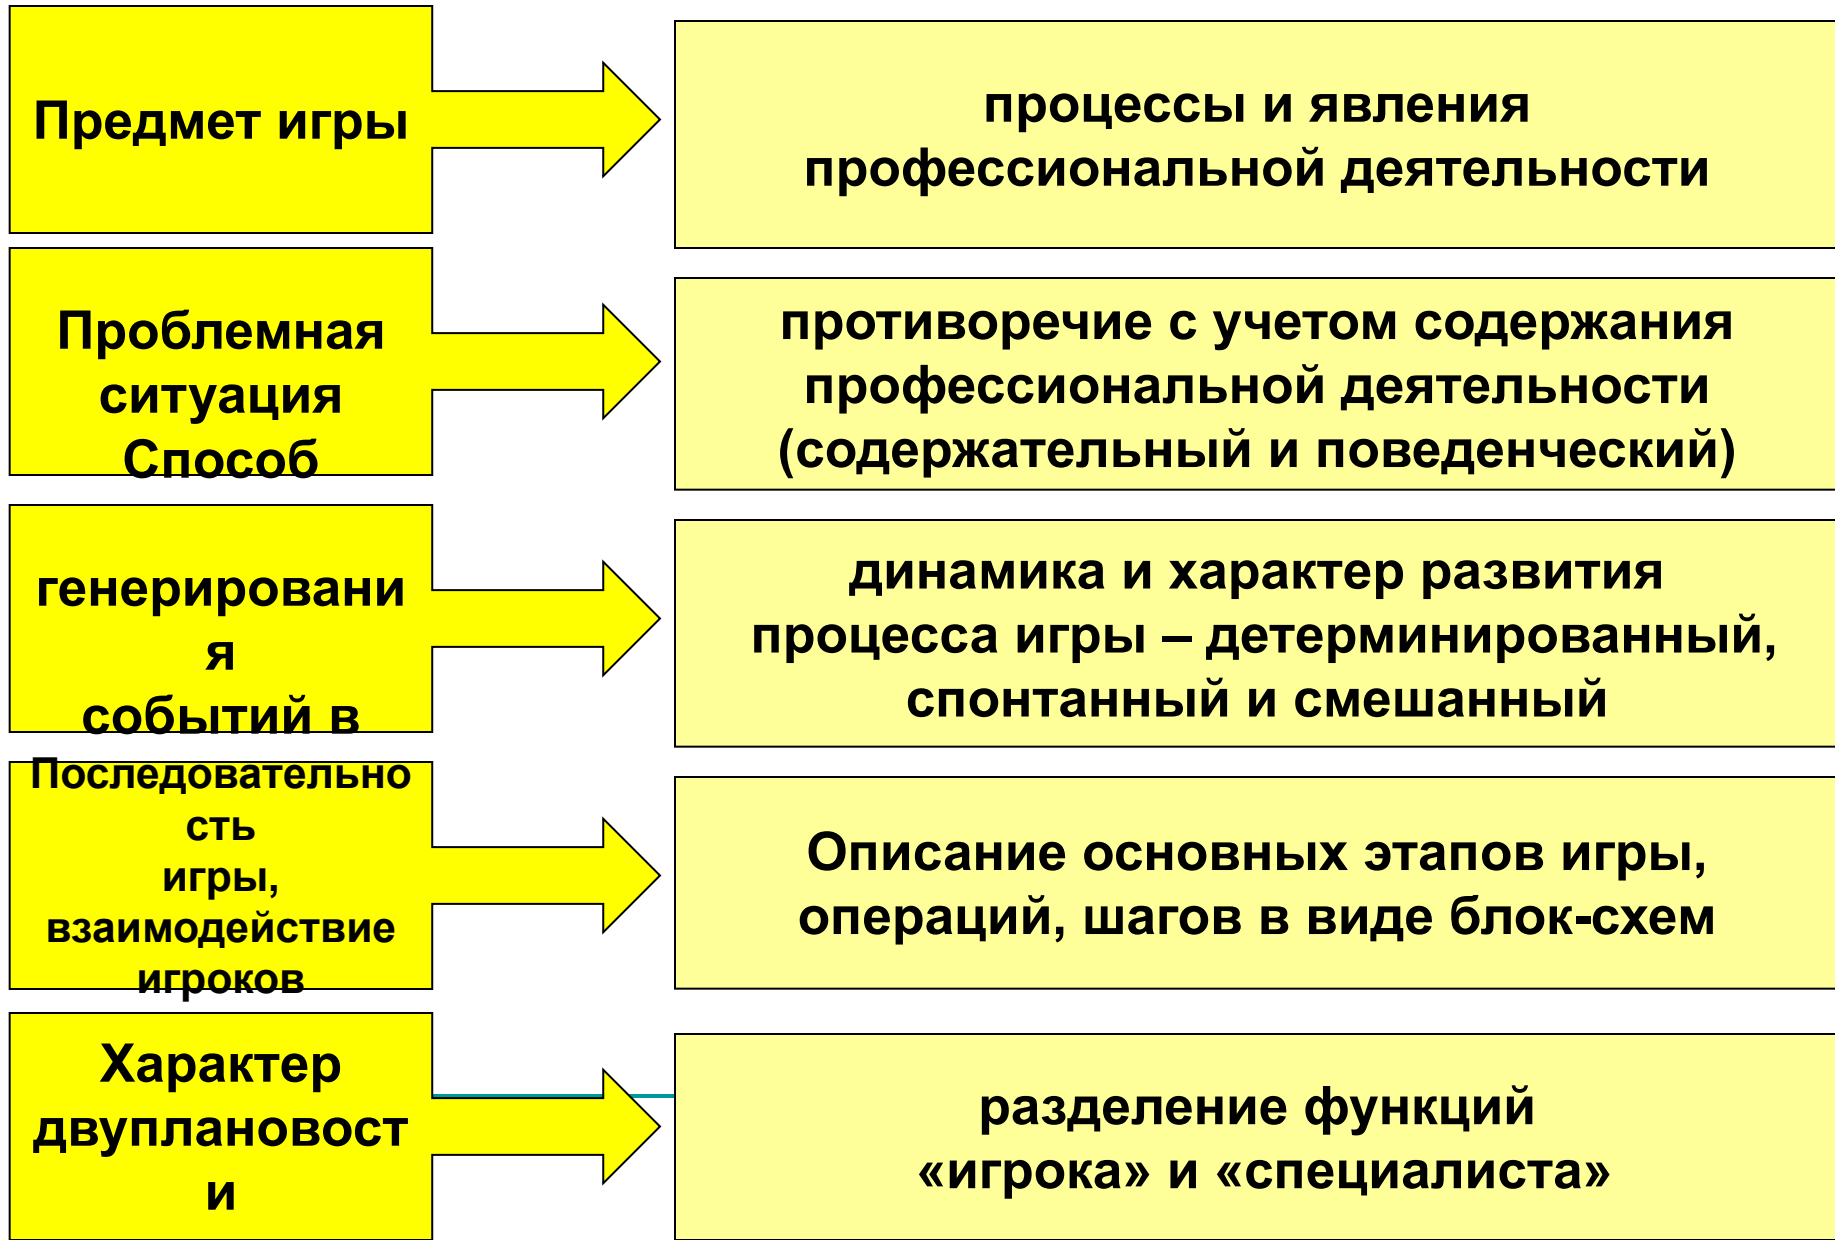 Предмет игры
процессы и явления
профессиональной деятельности
Проблемная
ситуация
Способ
противоречие с учетом содержания
профессиональной деятельности
(содержательный и поведенческий)
генерировани
я
событий в
динамика и характер развития
процесса игры – детерминированный,
спонтанный и смешанный
Последовательно
сть
игры,
взаимодействие
игроков
Описание основных этапов игры,
операций, шагов в виде блок-схем
Характер
двуплановост
и
разделение функций
«игрока» и «специалиста»